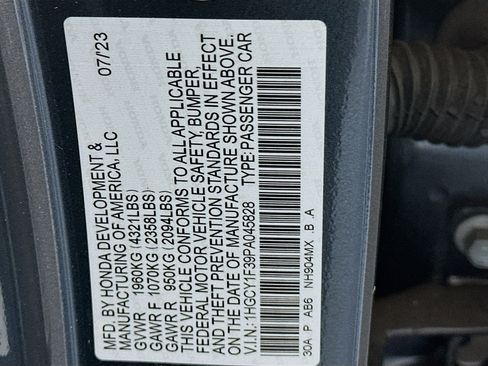 MFD. BY HONDA DEVELOPMENT & 07/23
MANUFACTURING OF AMERICA, LLC
GVWR 1960KG (4321LBS)
GAWR F 1070KG (2358LBS)
GAWR R 950KG (2094LBS)
THIS VEHICLE CONFORMS TO ALL APPLICABLE
FEDERAL MOTOR VEHICLE SAFETY, BUMPER,
AND THEFT PREVENTION STANDARDS IN EFFECT
ON THE DATE OF MANUFACTURE SHOWN ABOVE.
V.I.N.: 1HGCY1F39PA045828 TYPE: PASSENGER CAR
30A P AB6 NH904MX .B .A